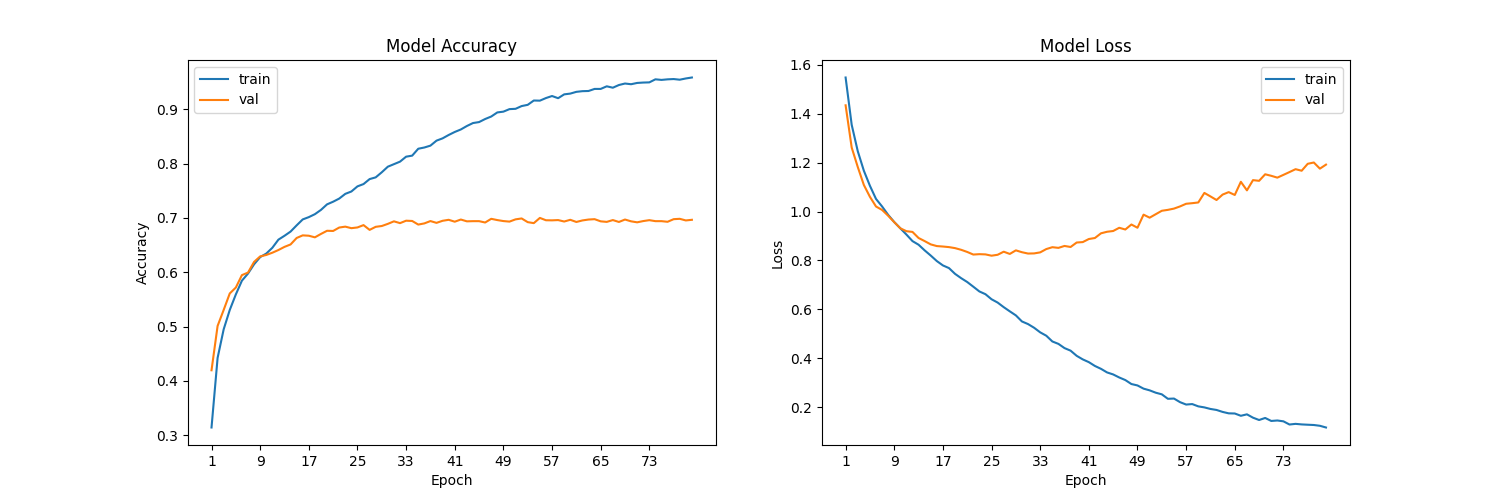 Model Accuracy
train
val
0.9
0.8
0.7
0.6
0.5
0.4
0.3
Accuracy
1 9 17 25 33 41 49 57 65 73
Epoch
Model Loss
train
val
1.6
1.4
1.2
1.0
0.8
0.6
0.4
0.2
Loss
1 9 17 25 33 41 49 57 65 73
Epoch